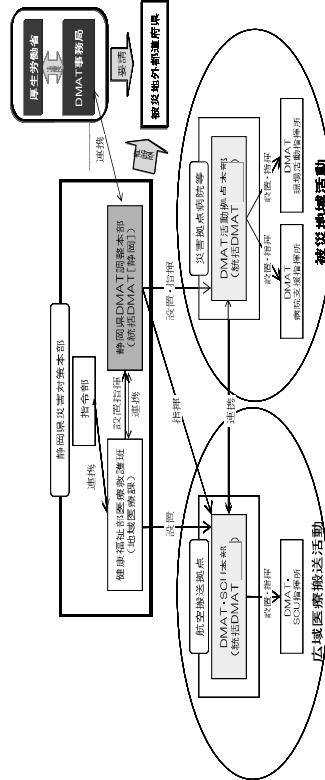 静岡県災害対策本部
指令部
連携
健康福祉部医療救護班
(地域医療課)
設置指揮
連携
静岡県DMAT調整本部
(統括DMAT[静岡])
連携
厚生労働省
DMAT事務局
要請
被災地外都道府県
設置
指揮
設置・指揮
航空搬送拠点
DMAT・SCU本部
(統括DMAT )
設置・指揮
DMAT・
SCU指揮所
広域医療搬送活動
連携
災害拠点病院等
DMAT活動拠点本部
(統括DMAT )
設置・指揮
設置・指揮
DMAT
病院支援指揮所
DMAT
現場活動指揮所
被災地域活動